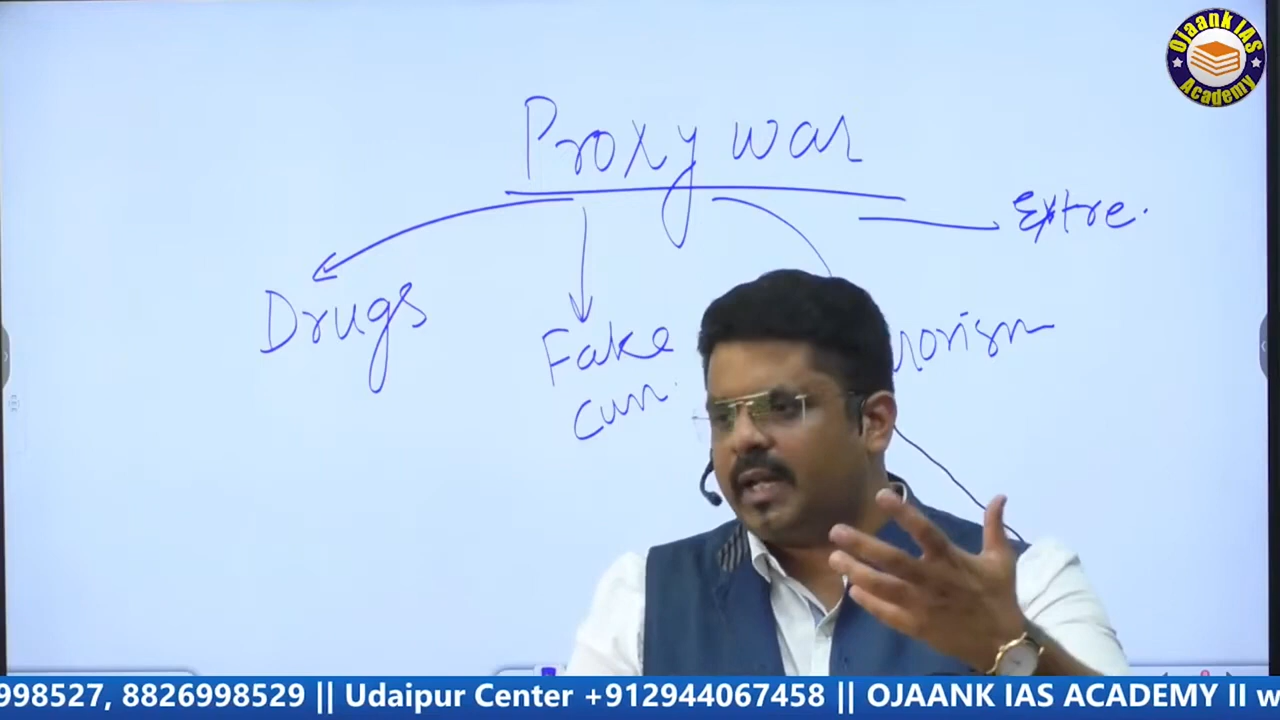 Ojaank IAS
Academy
Proxy war
Extre.
Drugs
Fake
curr.
rorism
998527, 8826998529 || Udaipur Center +912944067458 || OJAANK IAS ACADEMY II w